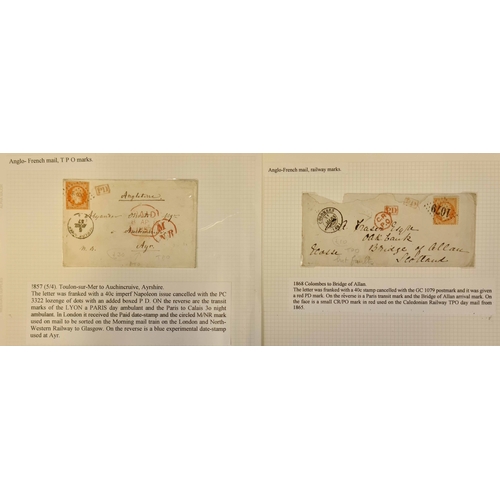 Anglo- French mail, T P O marks.
PD
Angleterre
Ayr.
!857 (5/4). Toulon-sur-Mer to Auchincruive, Ayrshire.
The letter was franked with a 40c imperf Napoleon issue cancelled with the PC
3322 lozenge of dots with an added boxed P D. ON the reverse are the transit
marks of the LYON a PARIS day ambulant and the Paris to Calais 3o night
ambulant. In London it received the Paid date-stamp and the circled M/NR mark
used on mail to be sorted on the Morning mail train on the London and North-
Western Railway to Glasgow. On the reverse is a blue experimental date-stamp
used at Ayr.
Anglo-French mail, railway marks.
1079
Oakbank
Bridge of Allan
Scotland
1868 Colombes to Bridge of Allan.
The letter was franked with a 40c stamp cancelled with the GC 1079 postmark and it was given
a red PD mark. On the reverse is a Paris transit mark and the Bridge of Allan arrival mark. On
the face is a small CR/PO mark in red used on the Caledonian Railway TPO day mail from
1865.